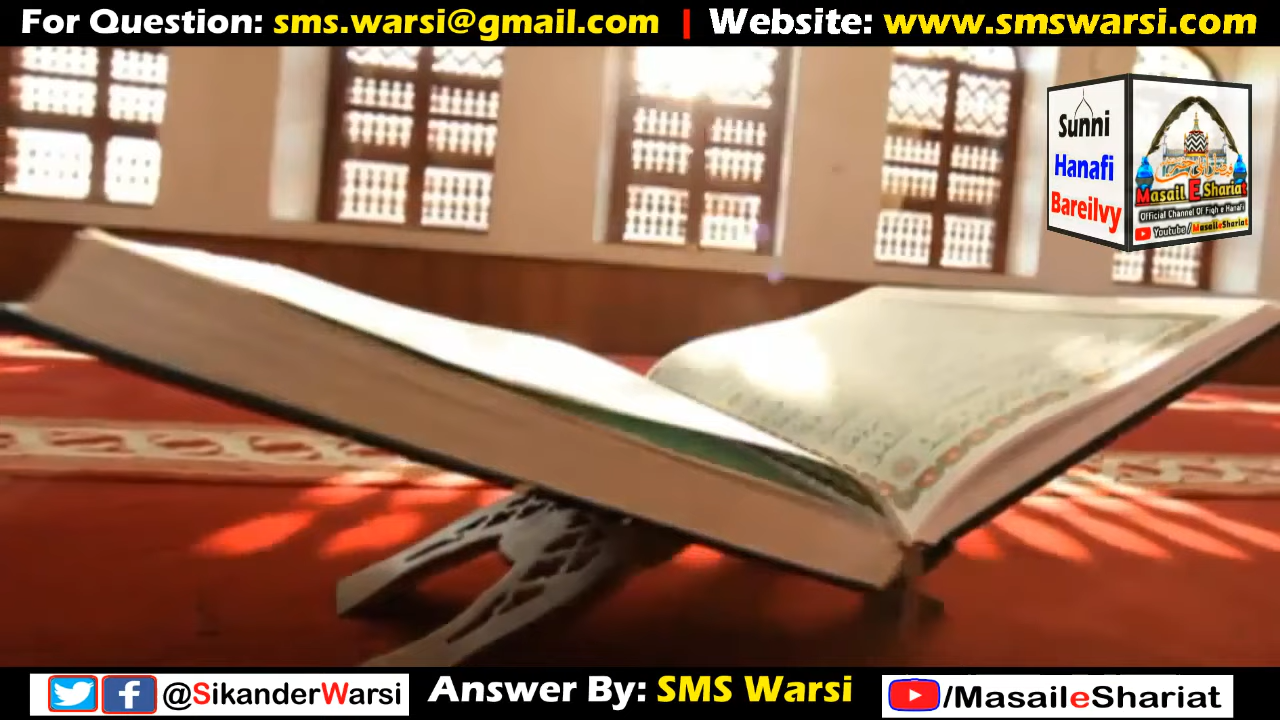 For Question: sms.warsi@gmail.com | Website: www.smswarsi.com
Sunni
Hanafi
Bareilvy
Masail E Shariat
Official Channel Of Fiqh e Hanafi
Youtube/MasaileShariat
@SikanderWarsi
Answer By: SMS Warsi
/MasaileShariat